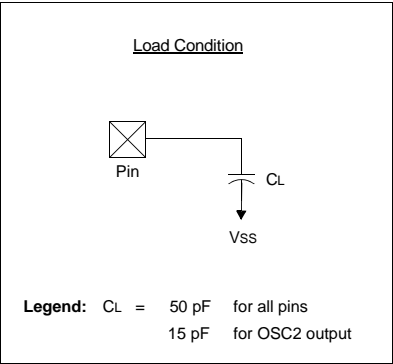 Load Condition
Pin
CL
VSS
Legend: CL = 50 pF for all pins
15 pF for OSC2 output